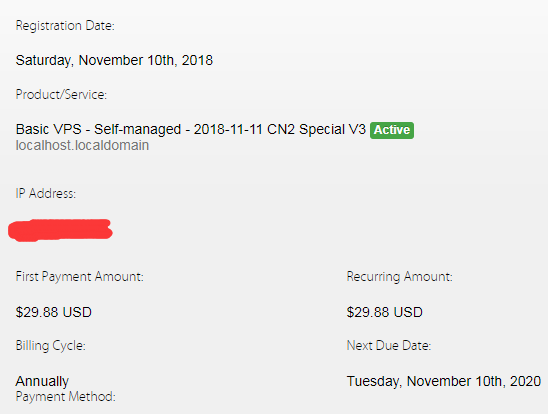 Registration Date:
Saturday, November 10th, 2018
Product/Service:
Basic VPS - Self-managed - 2018-11-11 CN2 Special V3 Active
localhost.localdomain
IP Address:
First Payment Amount:
Recurring Amount:
$29.88 USD
$29.88 USD
Billing Cycle:
Next Due Date:
Annually
Tuesday, November 10th, 2020
Payment Method: